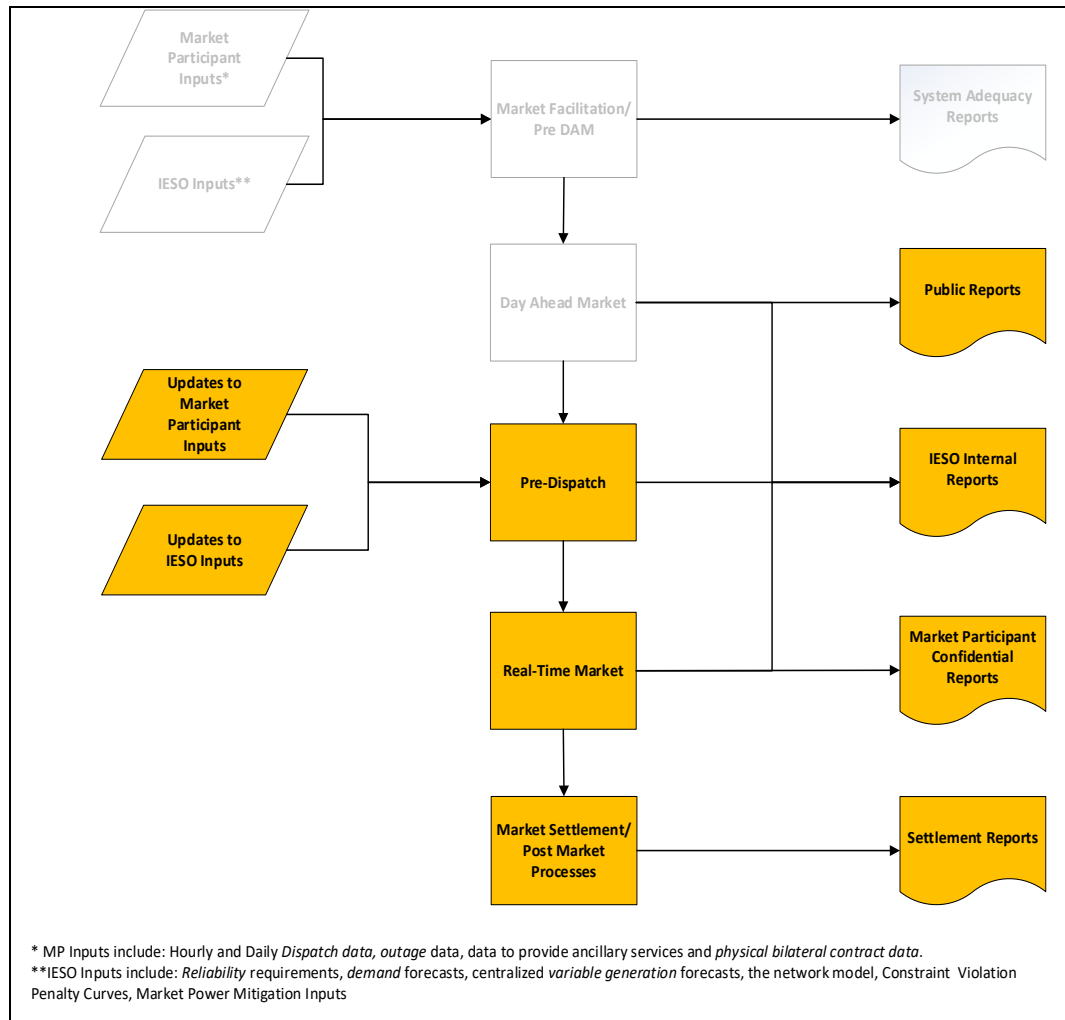 Market
Participant
Inputs*
Market Facilitation/
Pre DAM
System Adequacy
Reports
IESO Inputs**
Day Ahead Market
Public Reports
Updates to
Market
Participant
Inputs
Pre-Dispatch
IESO Internal
Reports
Updates to
IESO Inputs
Real-Time Market
Market Participant
Confidential
Reports
Market Settlement/
Post Market
Processes
Settlement Reports
* MP Inputs include: Hourly and Daily Dispatch data, outage data, data to provide ancillary services and physical bilateral contract data.
**IESO Inputs include: Reliability requirements, demand forecasts, centralized variable generation forecasts, the network model, Constraint Violation
Penalty Curves, Market Power Mitigation Inputs